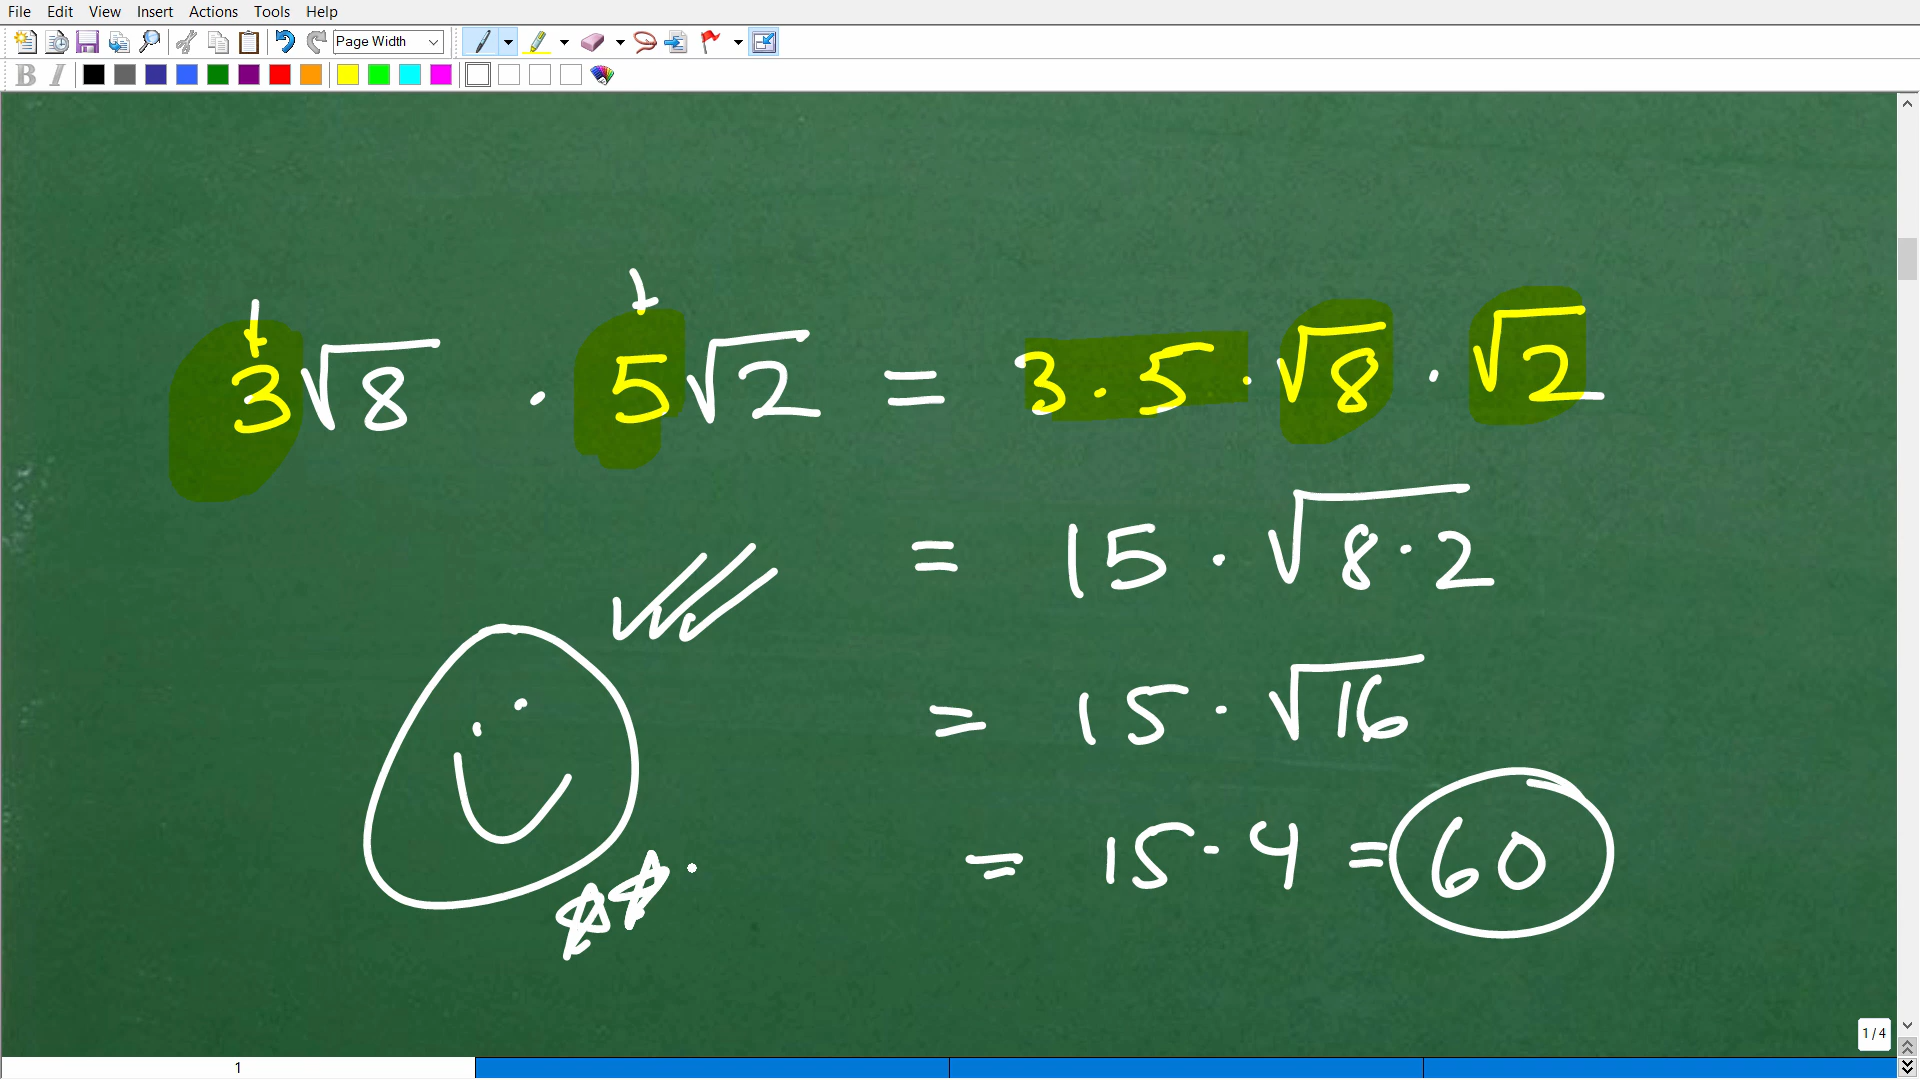 File Edit View Insert Actions Tools Help
Page Width
B I
3√8 · 5√2 = 3 · 5 · √8 · √2
= 15 · √8·2
= 15 · √16
= 15 · 4 = 60
1 / 4
1